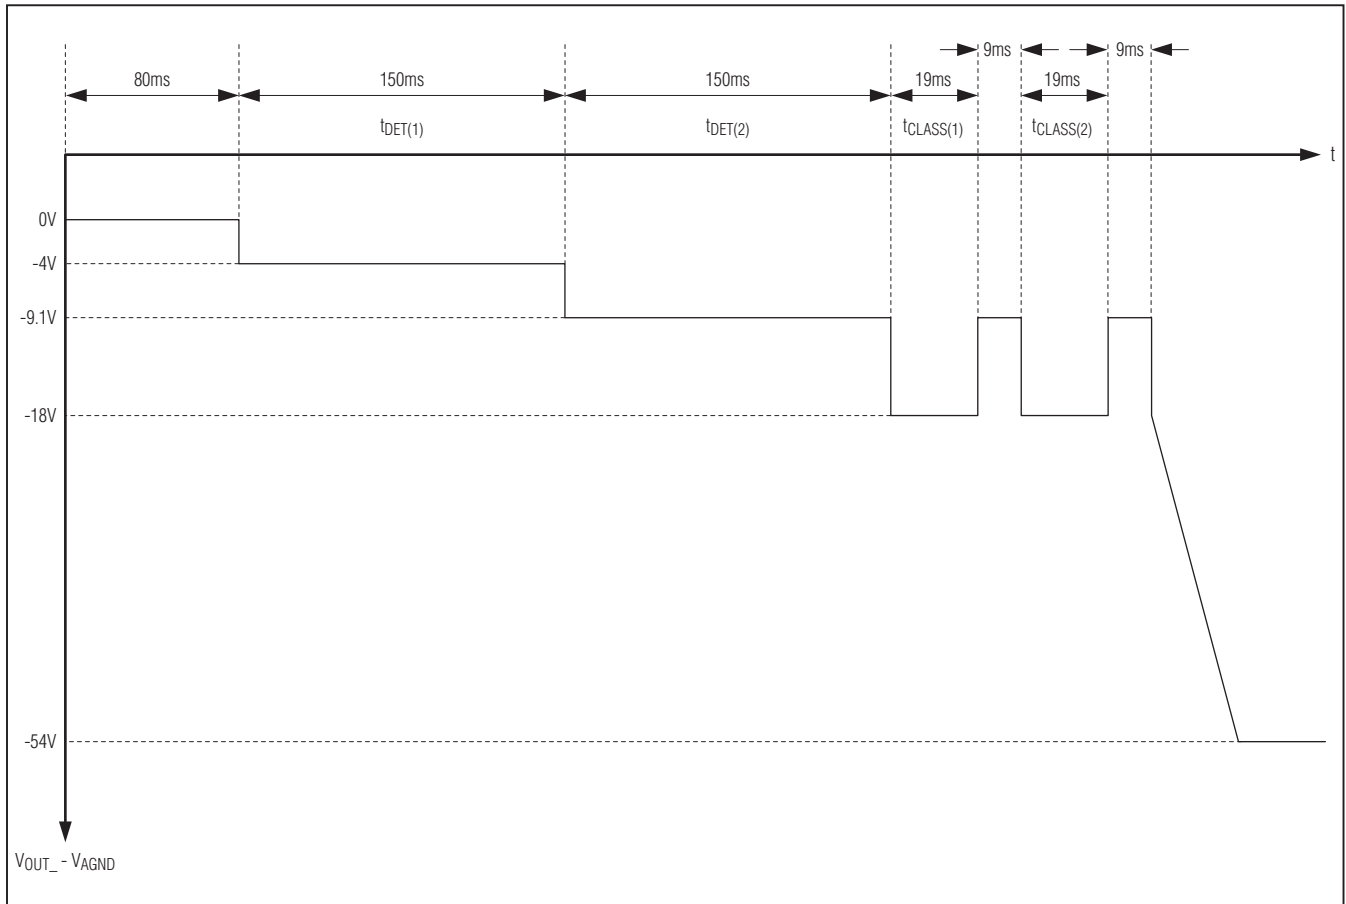 9ms
9ms
80ms
150ms
150ms
19ms
19ms
tDET(1)
tDET(2)
tCLASS(1)
tCLASS(2)
t
0V
-4V
-9.1V
-18V
-54V
VOUT_ - VAGND